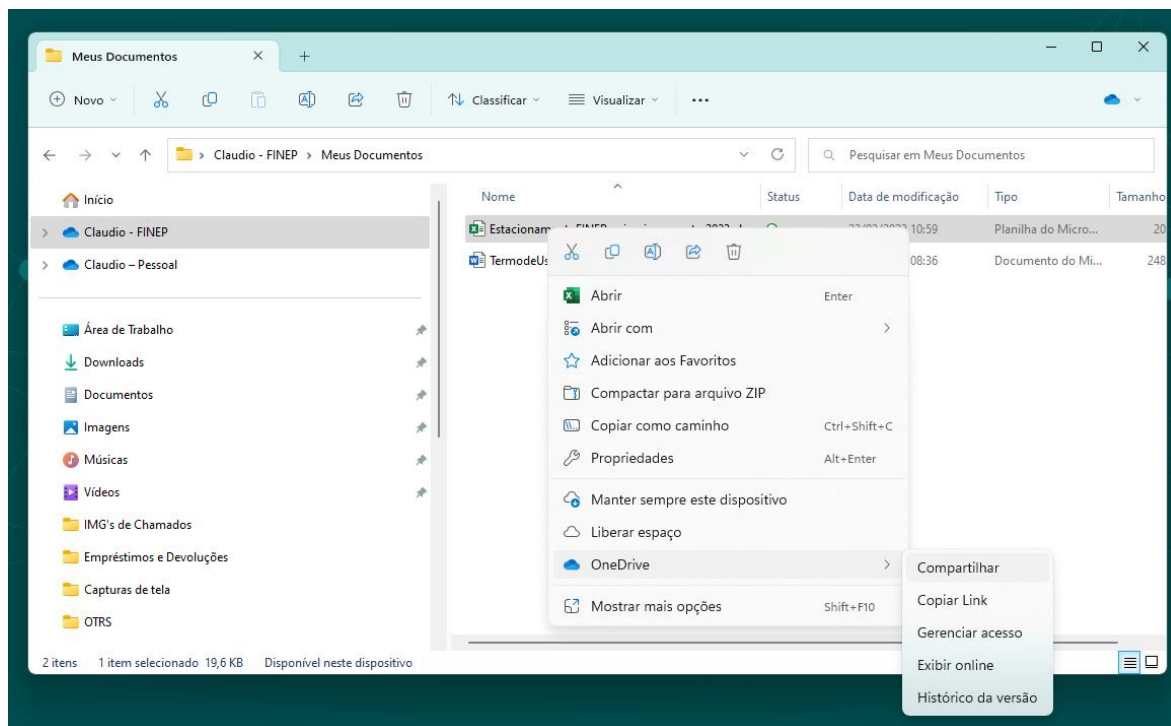 Meus Documentos
Novo
Classificar
Visualizar
Claudio - FINEP > Meus Documentos
Pesquisar em Meus Documentos
Início
Claudio - FINEP
Claudio – Pessoal
Área de Trabalho
Downloads
Documentos
Imagens
Músicas
Vídeos
IMG's de Chamados
Empréstimos e Devoluções
Capturas de tela
OTRS
Nome Status Data de modificação Tipo Tamanho
10:59 Planilha do Micro... 20
08:36 Documento do Mi... 248
Abrir Enter
Abrir com
Adicionar aos Favoritos
Compactar para arquivo ZIP
Copiar como caminho Ctrl+Shift+C
Propriedades Alt+Enter
Manter sempre este dispositivo
Liberar espaço
OneDrive
Mostrar mais opções Shift+F10
Compartilhar
Copiar Link
Gerenciar acesso
Exibir online
Histórico da versão
2 itens 1 item selecionado 19,6 KB Disponível neste dispositivo